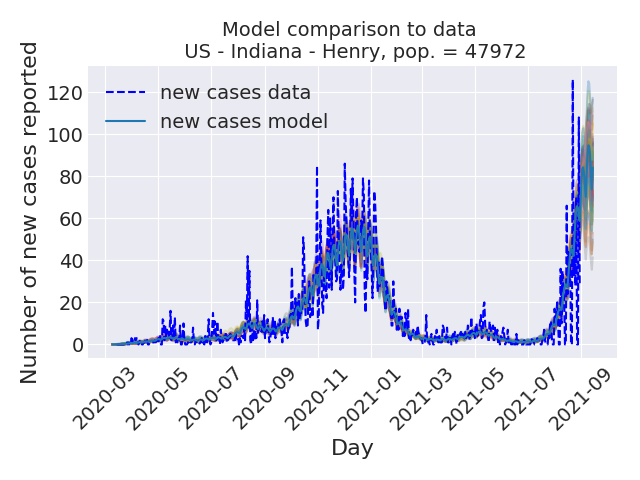 Model comparison to data
US - Indiana - Henry, pop. = 47972
Number of new cases reported
120
100
80
60
40
20
0
new cases data
new cases model
2020-03
2020-05
2020-07
2020-09
2020-11
2021-01
2021-03
2021-05
2021-07
2021-09
Day